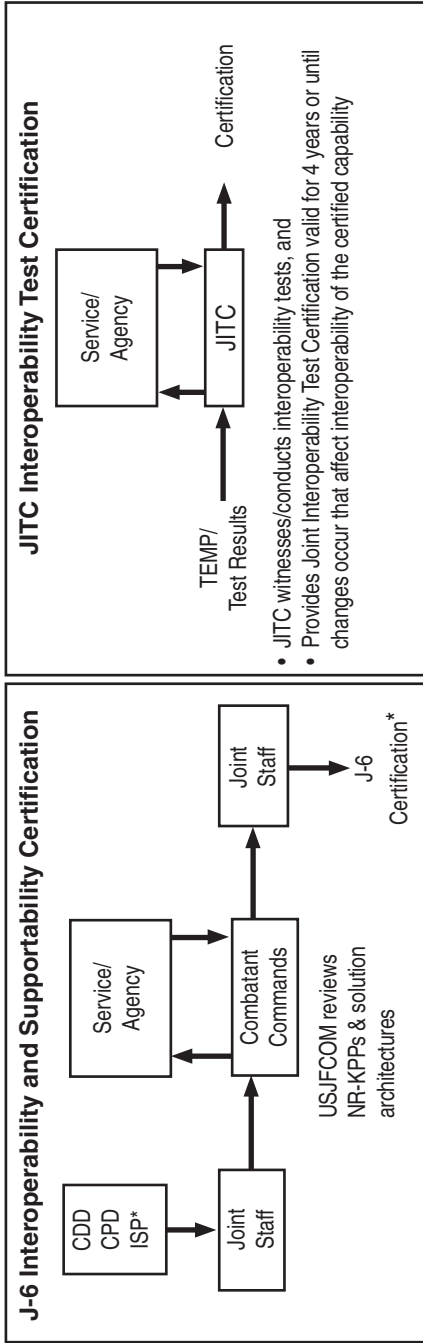 J-6 Interoperability and Supportability Certification
CDD
CPD
ISP*
Joint
Staff
Service/
Agency
Combatant
Commands
USJFCOM reviews
NR-KPPs & solution
architectures
Joint
Staff
J-6
Certification*
JITC Interoperability Test Certification
TEMP/
Test Results
Service/
Agency
JITC
Certification
• JITC witnesses/conducts interoperability tests, and
• Provides Joint Interoperability Test Certification valid for 4 years or until
changes occur that affect interoperability of the certified capability